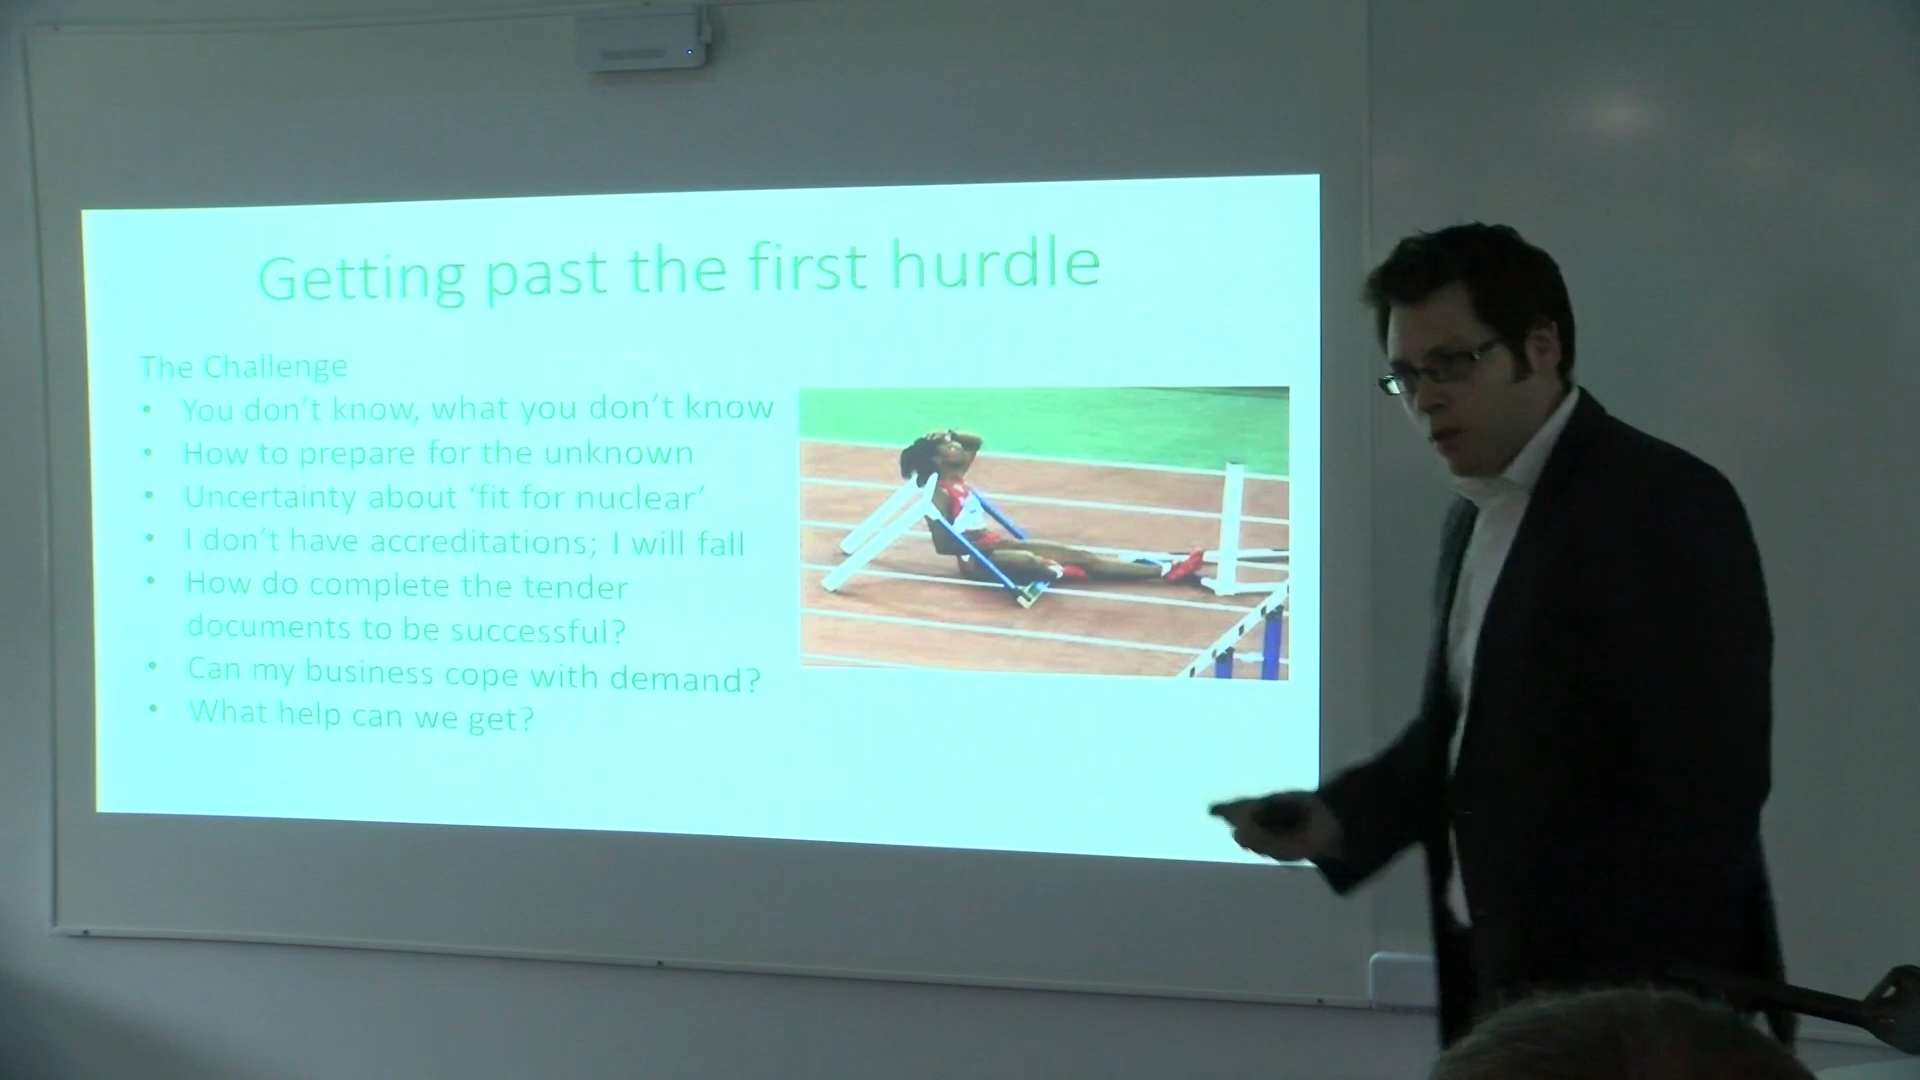 Getting past the first hurdle
The Challenge
• You don't know, what you don't know
• How to prepare for the unknown
• Uncertainty about 'fit for nuclear'
• I don't have accreditations; I will fall
• How do complete the tender
documents to be successful?
• Can my business cope with demand?
• What help can we get?